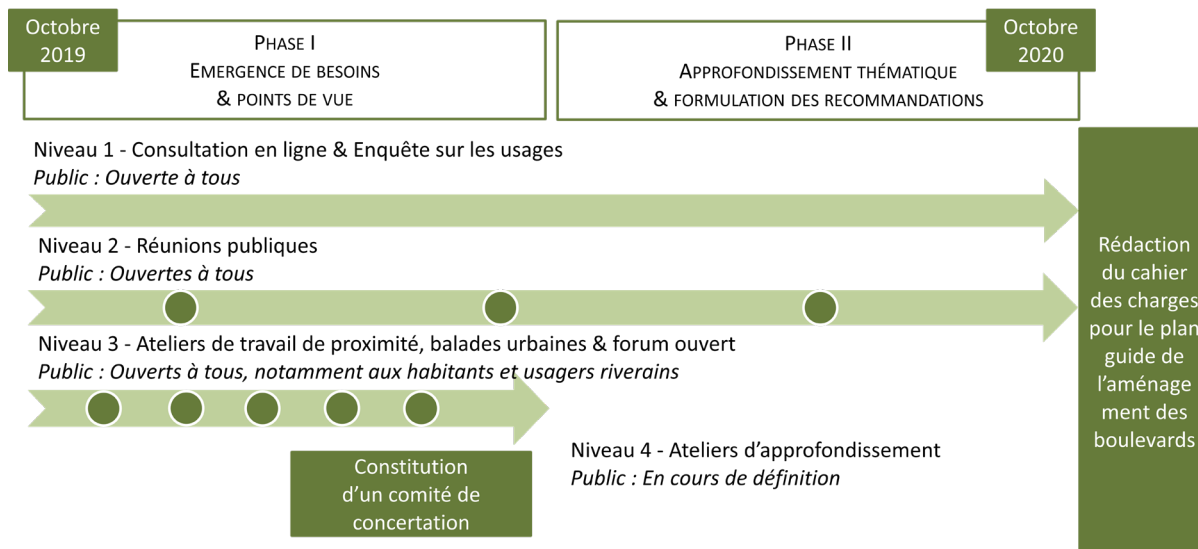 Octobre
2019
Phase I
Emergence de besoins
& points de vue
Phase II
Approfondissement thématique
& formulation des recommandations
Octobre
2020
Niveau 1 - Consultation en ligne & Enquête sur les usages
Public : Ouverte à tous
Niveau 2 - Réunions publiques
Public : Ouvertes à tous
Niveau 3 - Ateliers de travail de proximité, balades urbaines & forum ouvert
Public : Ouverts à tous, notamment aux habitants et usagers riverains
Constitution
d’un comité de
concertation
Niveau 4 - Ateliers d’approfondissement
Public : En cours de définition
Rédaction
du cahier
des charges
pour le plan
guide de
l’aménage
ment des
boulevards